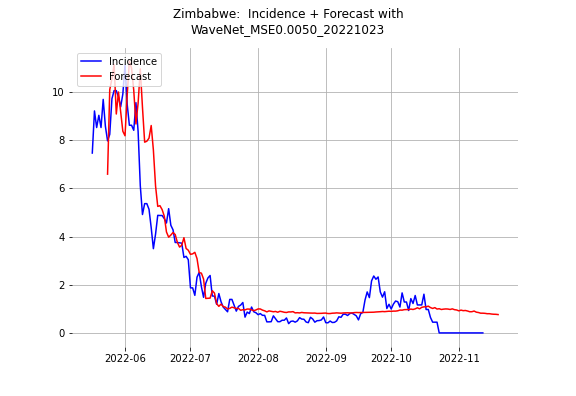 Zimbabwe:  Incidence + Forecast with
WaveNet_MSE0.0050_20221023
Incidence
Forecast
10
8
6
4
2
0
2022-06 2022-07 2022-08 2022-09 2022-10 2022-11